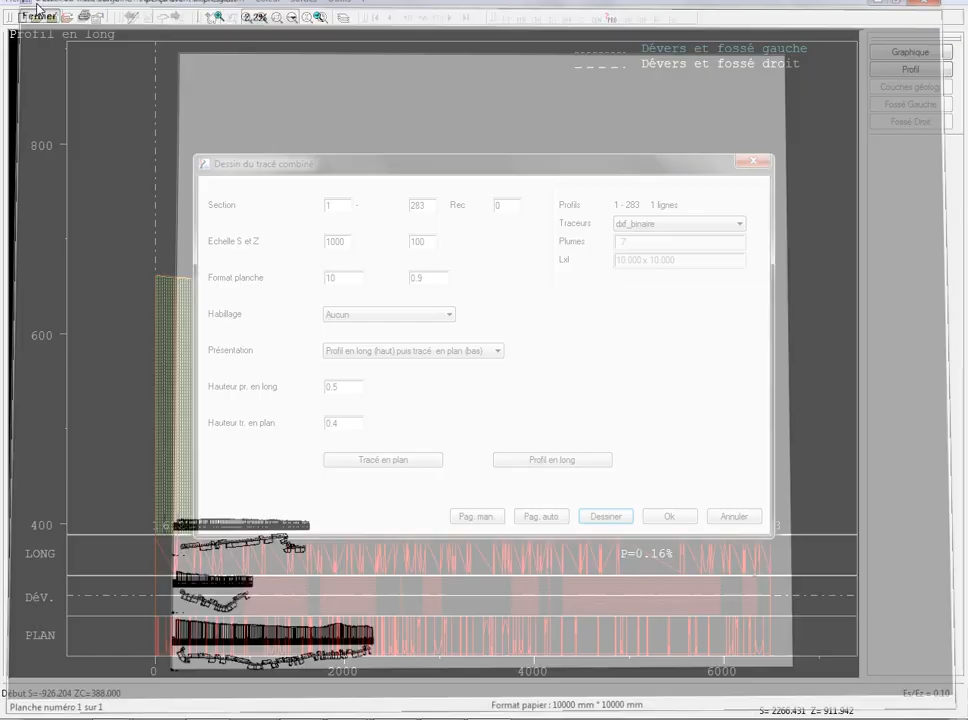 Fermer
2,2%
Profil en long
Dévers et fossé gauche
Dévers et fossé droit
Graphique
Profil
Couches géolog
Fossé Gauche
Fossé Droit
800
600
400
Dessin du tracé combiné
Section 1 - 283 Rec 0
Profils 1 - 283 1 lignes
Traceurs dxf_binaire
Echelle S et Z 1000 100
Plumes 7
Lxl 10.000 x 10.000
Format planche 10 0.9
Habillage Aucun
Présentation Profil en long (haut) puis tracé en plan (bas)
Hauteur pr. en long 0.5
Hauteur tr. en plan 0.4
Tracé en plan Profil en long
Pag. man. Pag. auto Dessiner Ok Annuler
LONG
P=0.16%
DéV.
PLAN
0 2000 4000 6000
Début S=-926.204 ZC=388.000
Es/Ez = 0.10
Planche numéro 1 sur 1
Format papier : 10000 mm * 10000 mm
S= 2266.431 Z= 911.942